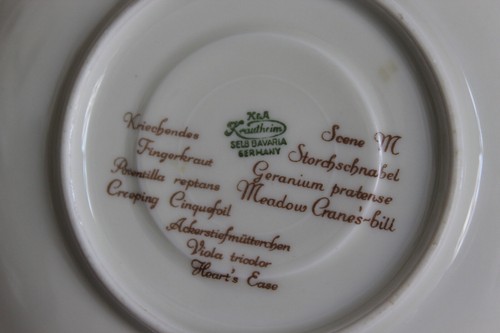 K&A
Krautheim
SELB BAVARIA
GERMANY
Kriechendes
Fingerkraut
Potentilla reptans
Creeping Cinquefoil
Scene M
Storchschnabel
Geranium pratense
Meadow Crane's-bill
Ackerstiefmütterchen
Viola tricolor
Heart's Ease